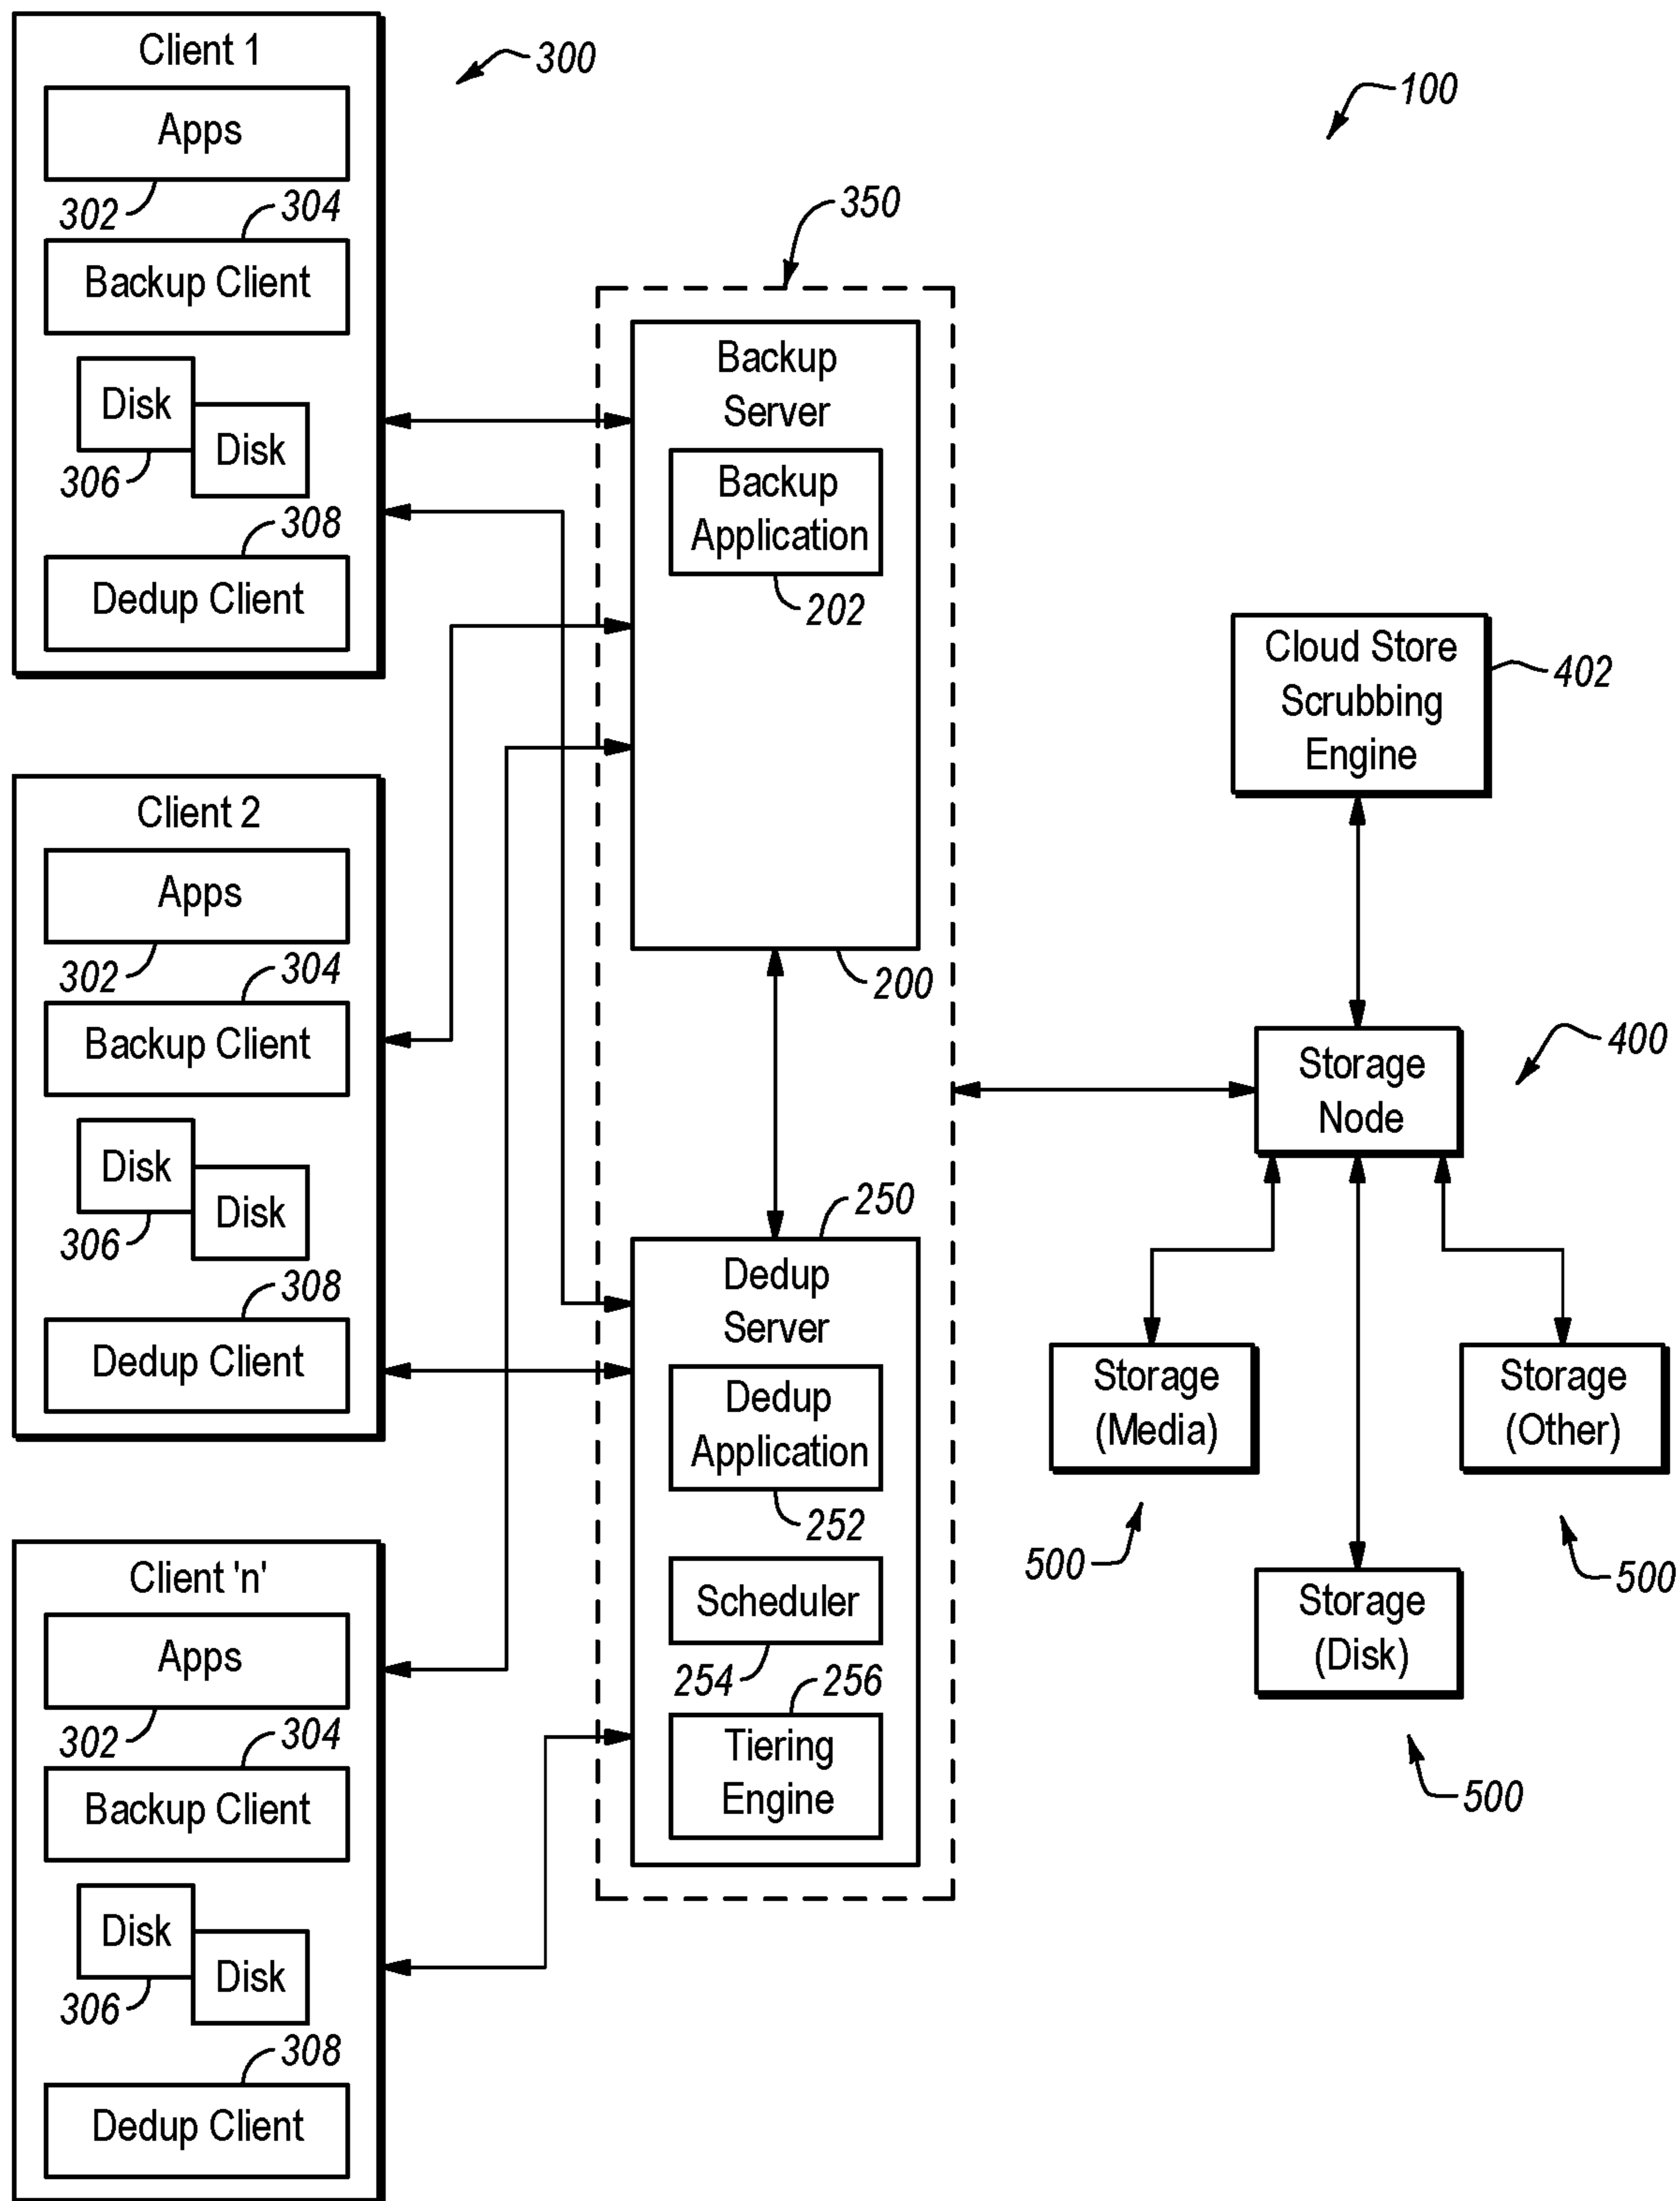 Client 1
300
100
Apps
302
304
Backup Client
Disk
Disk
306
308
Dedup Client
Client 2
Apps
302
304
Backup Client
Disk
Disk
306
308
Dedup Client
Client 'n'
Apps
302
304
Backup Client
Disk
Disk
306
308
Dedup Client
350
Backup
Server
Backup
Application
202
200
250
Dedup
Server
Dedup
Application
252
Scheduler
254
256
Tiering
Engine
Cloud Store
Scrubbing
Engine
402
400
Storage
Node
Storage
(Media)
500
Storage
(Disk)
500
Storage
(Other)
500